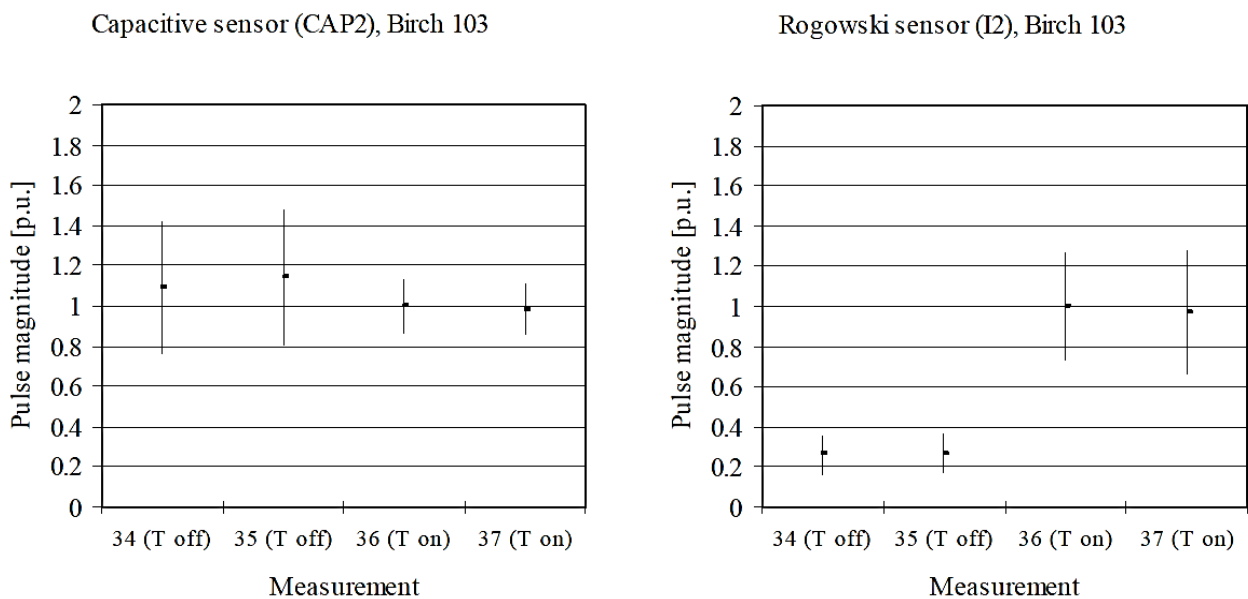 Capacitive sensor (CAP2), Birch 103
Pulse magnitude [p.u.]
2
1.8
1.6
1.4
1.2
1
0.8
0.6
0.4
0.2
0
34 (T off) 35 (T off) 36 (T on) 37 (T on)
Measurement
Rogowski sensor (I2), Birch 103
Pulse magnitude [p.u.]
2
1.8
1.6
1.4
1.2
1
0.8
0.6
0.4
0.2
0
34 (T off) 35 (T off) 36 (T on) 37 (T on)
Measurement